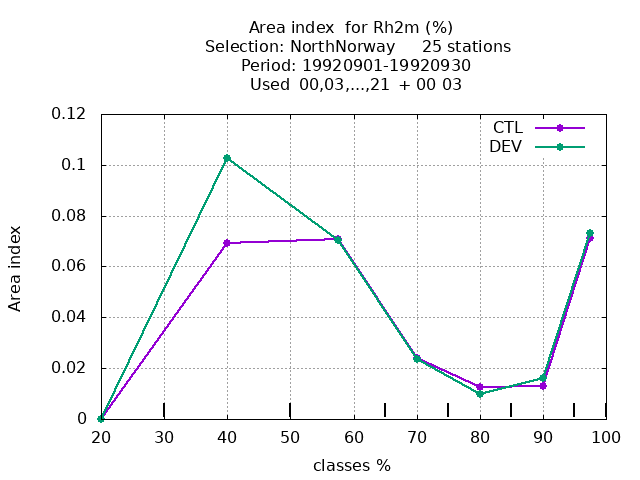 Area index  for Rh2m (%)
Selection: NorthNorway     25 stations
Period: 19920901-19920930
Used  00,03,...,21  + 00 03
0.12
0.1
0.08
0.06
0.04
0.02
0
Area index
CTL
DEV
20 30 40 50 60 70 80 90 100
classes %